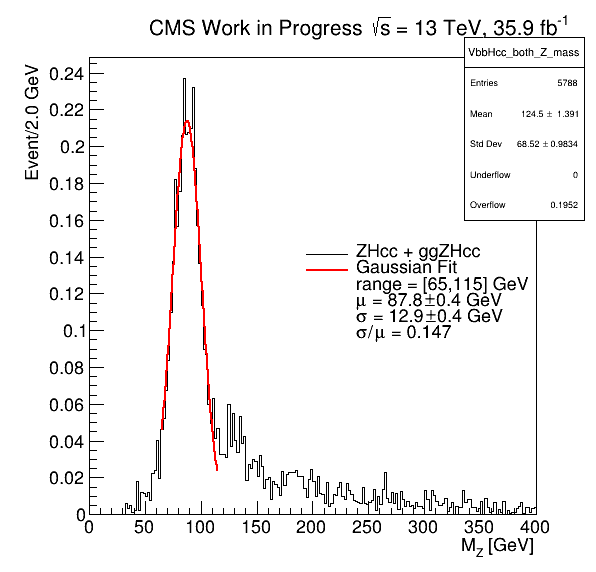 CMS Work in Progress √s = 13 TeV, 35.9 fb⁻¹
VbbHcc_both_Z_mass
Entries 5788
Mean 124.5 ± 1.391
Std Dev 68.52 ± 0.9834
Underflow 0
Overflow 0.1952
Event/2.0 GeV
0.24
0.22
0.2
0.18
0.16
0.14
0.12
0.1
0.08
0.06
0.04
0.02
0
ZHcc + ggZHcc
Gaussian Fit
range = [65,115] GeV
μ = 87.8±0.4 GeV
σ = 12.9±0.4 GeV
σ/μ = 0.147
0 50 100 150 200 250 300 350 400
M_Z [GeV]